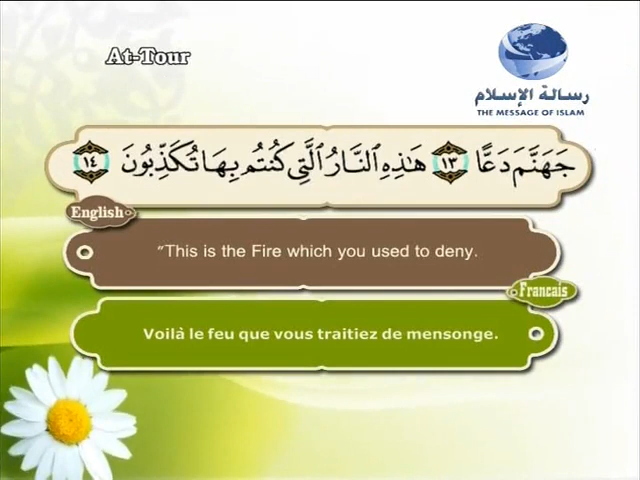 At-Tour
رسالة الإسلام
THE MESSAGE OF ISLAM
جَهَنَّمَ دَعًّا ١٣ هَٰذِهِ ٱلنَّارُ ٱلَّتِي كُنتُم بِهَا تُكَذِّبُونَ ١٤
English
"This is the Fire which you used to deny.
Francais
Voilà le feu que vous traitiez de mensonge.